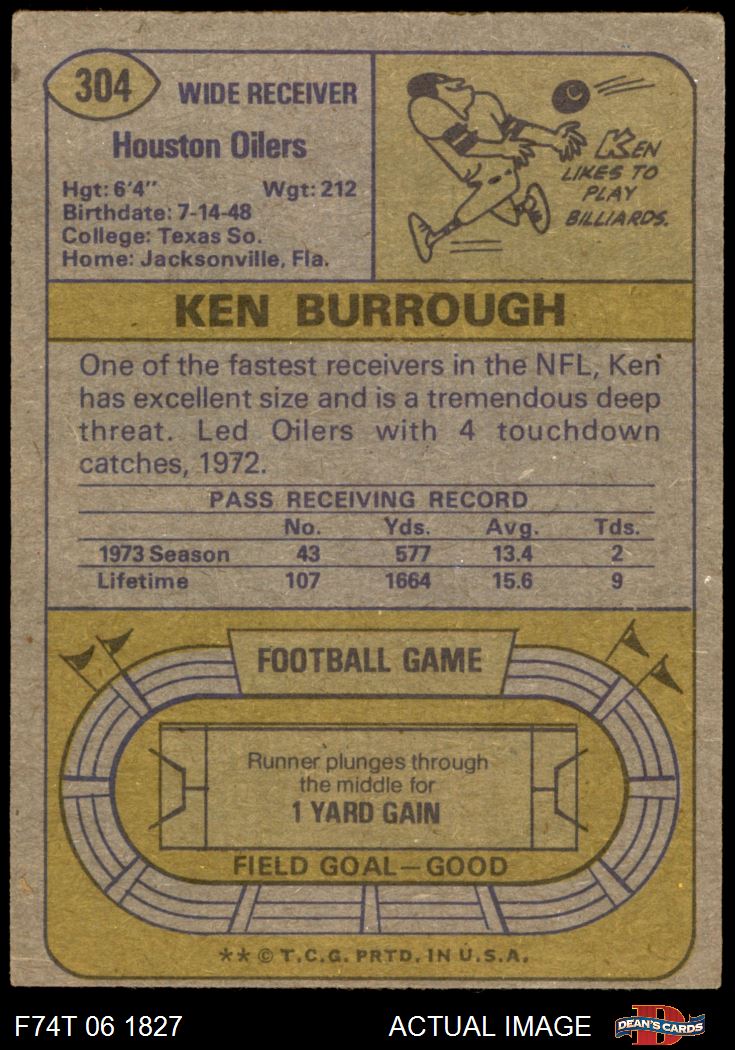 304
WIDE RECEIVER
Houston Oilers
Hgt: 6'4" Wgt: 212
Birthdate: 7-14-48
College: Texas So.
Home: Jacksonville, Fla.
KEN
LIKES TO
PLAY
BILLIARDS.
KEN BURROUGH
One of the fastest receivers in the NFL, Ken
has excellent size and is a tremendous deep
threat. Led Oilers with 4 touchdown
catches, 1972.
PASS RECEIVING RECORD
No. Yds. Avg. Tds.
1973 Season 43 577 13.4 2
Lifetime 107 1664 15.6 9
FOOTBALL GAME
Runner plunges through
the middle for
1 YARD GAIN
FIELD GOAL—GOOD
** © T.C.G. PRTD. IN U.S.A.
F74T 06 1827 ACTUAL IMAGE
D
DEAN'S CARDS